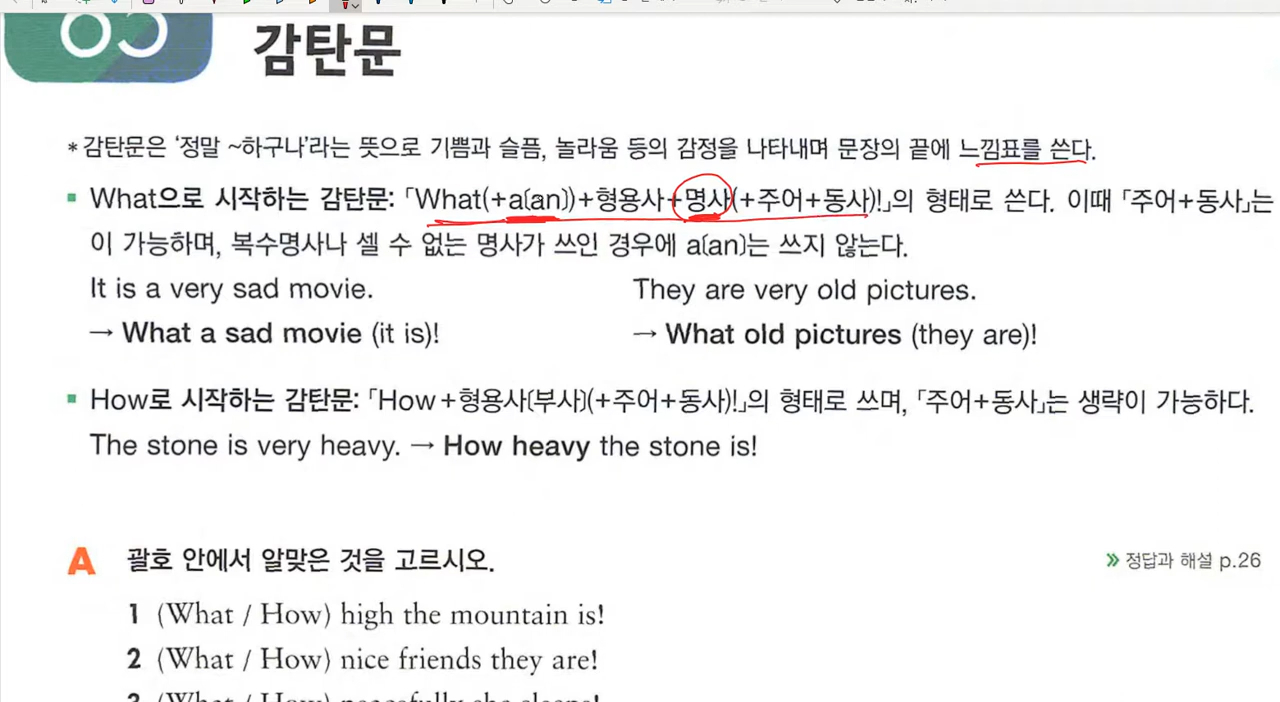 감탄문
*감탄문은 '정말 ~하구나'라는 뜻으로 기쁨과 슬픔, 놀라움 등의 감정을 나타내며 문장의 끝에 느낌표를 쓴다.
▪ What으로 시작하는 감탄문: 「What(+a(an))+형용사+명사(+주어+동사)!」의 형태로 쓴다. 이때 「주어+동사」는
이 가능하며, 복수명사나 셀 수 없는 명사가 쓰인 경우에 a(an)는 쓰지 않는다.
It is a very sad movie. They are very old pictures.
→ What a sad movie (it is)! → What old pictures (they are)!
▪ How로 시작하는 감탄문: 「How+형용사(부사)(+주어+동사)!」의 형태로 쓰며, 「주어+동사」는 생략이 가능하다.
The stone is very heavy. → How heavy the stone is!
A 괄호 안에서 알맞은 것을 고르시오. 정답과 해설 p.26
1 (What / How) high the mountain is!
2 (What / How) nice friends they are!
3 (What / How) peacefully she sleeps!